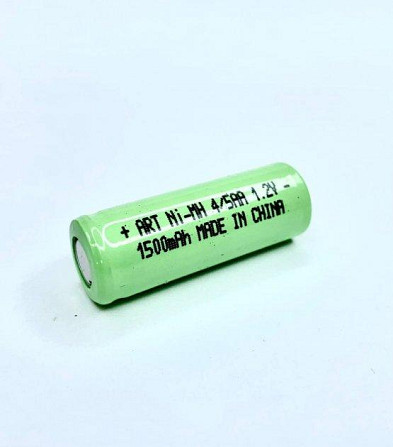 + ART Ni-MH 4/5AA 1.2V -
1500mAh MADE IN CHINA